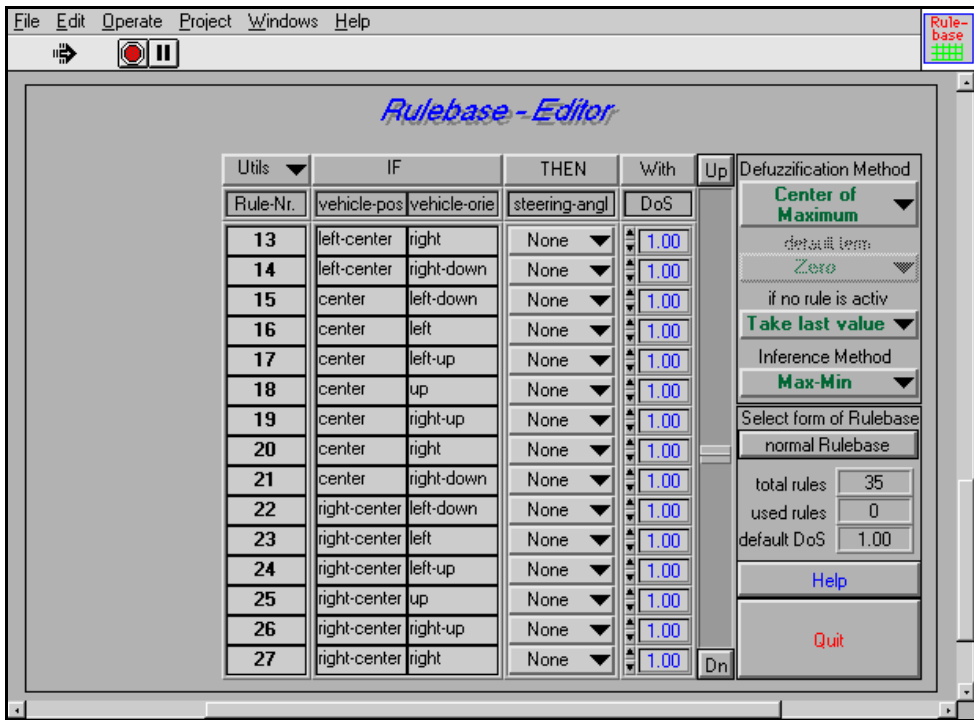 File Edit Operate Project Windows Help
Rule-
base
Rulebase - Editor
Utils IF THEN With Up
Rule-Nr. vehicle-pos vehicle-orie steering-angl DoS
13 left-center right None 1.00
14 left-center right-down None 1.00
15 center left-down None 1.00
16 center left None 1.00
17 center left-up None 1.00
18 center up None 1.00
19 center right-up None 1.00
20 center right None 1.00
21 center right-down None 1.00
22 right-center left-down None 1.00
23 right-center left None 1.00
24 right-center left-up None 1.00
25 right-center up None 1.00
26 right-center right-up None 1.00
27 right-center right None 1.00
Dn
Defuzzification Method
Center of
Maximum
default term
Zero
if no rule is activ
Take last value
Inference Method
Max-Min
Select form of Rulebase
normal Rulebase
total rules 35
used rules 0
default DoS 1.00
Help
Quit